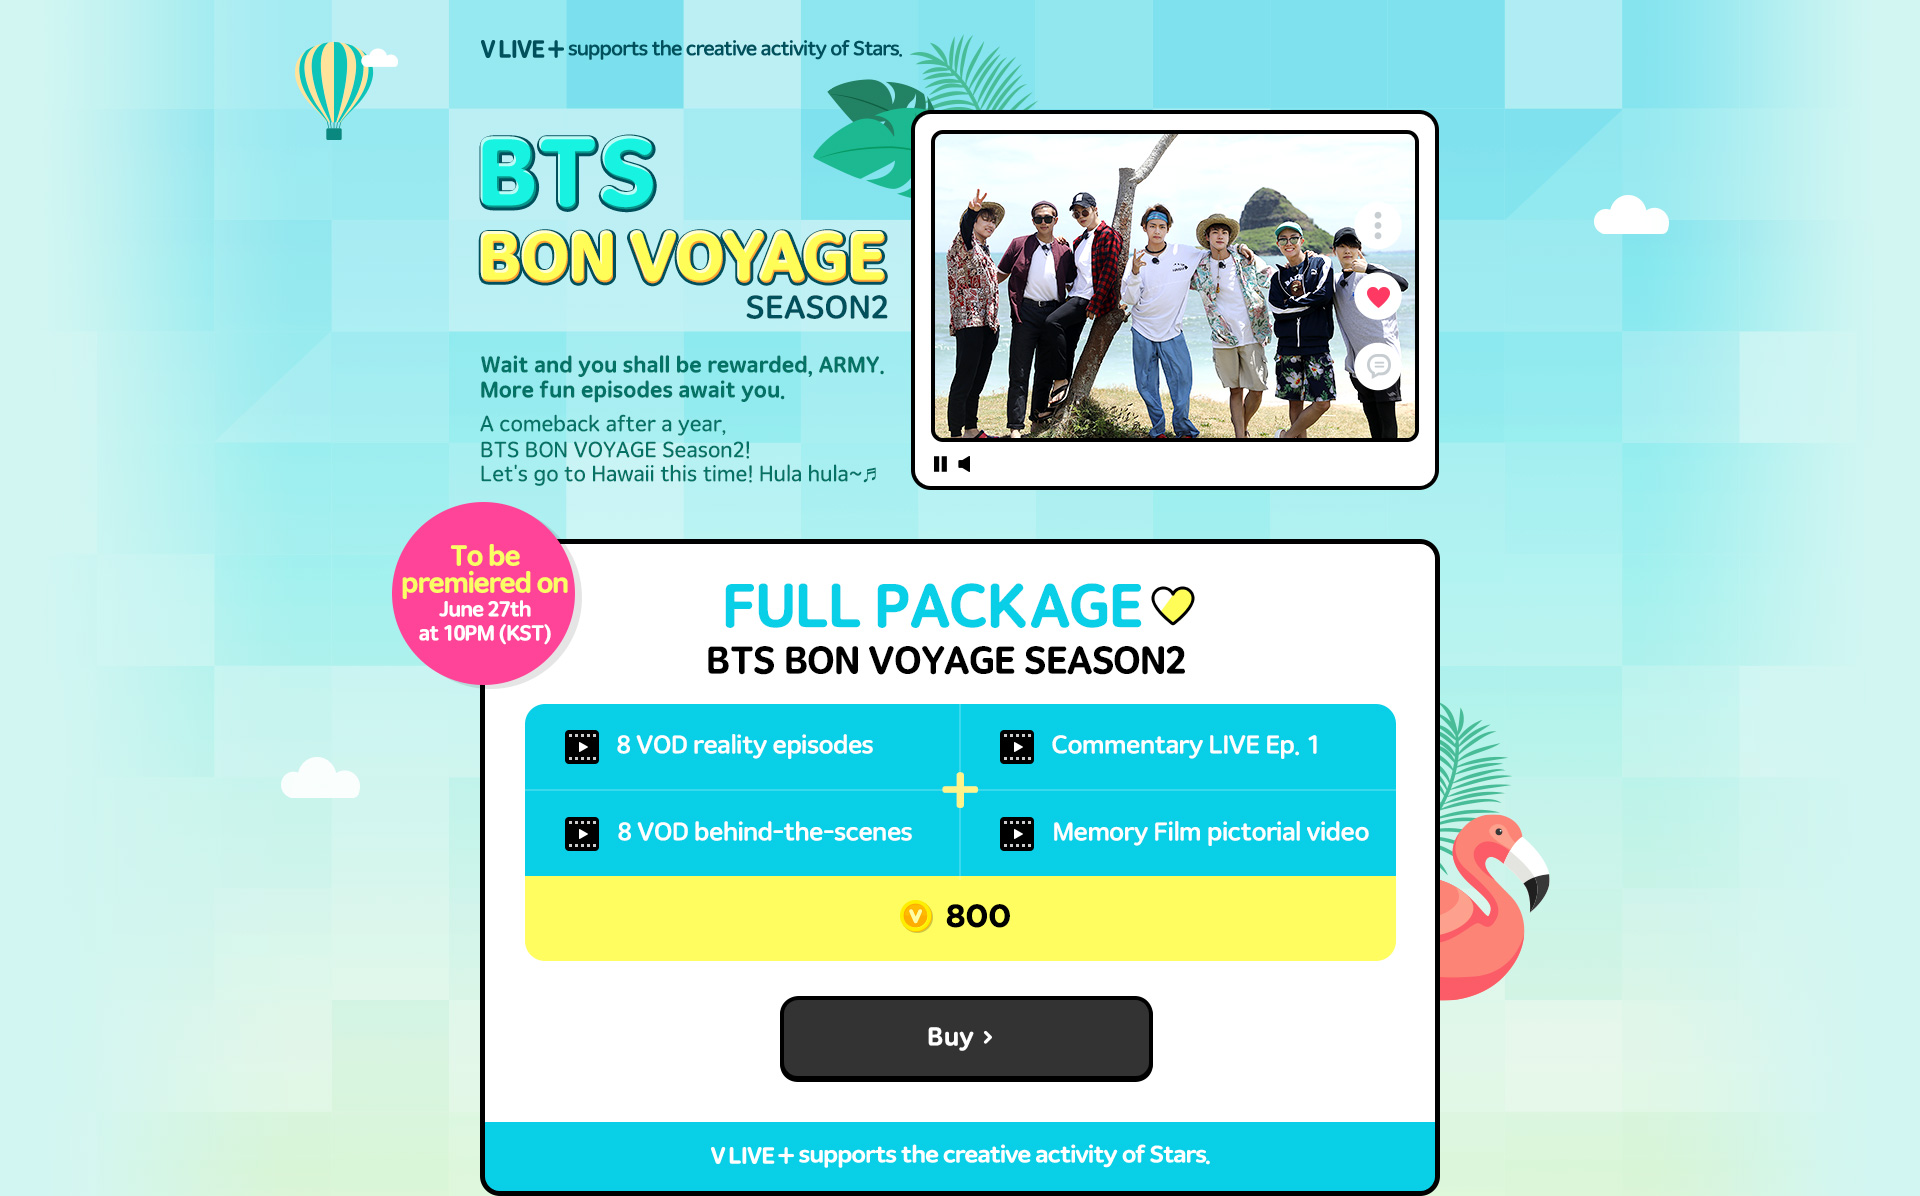 V LIVE+ supports the creative activity of Stars.
BTS
BON VOYAGE
SEASON2
Wait and you shall be rewarded, ARMY.
More fun episodes await you.
A comeback after a year,
BTS BON VOYAGE Season2!
Let's go to Hawaii this time! Hula hula~♬
To be
premiered on
June 27th
at 10PM (KST)
FULL PACKAGE
BTS BON VOYAGE SEASON2
8 VOD reality episodes
Commentary LIVE Ep. 1
8 VOD behind-the-scenes
Memory Film pictorial video
V 800
Buy >
V LIVE+ supports the creative activity of Stars.